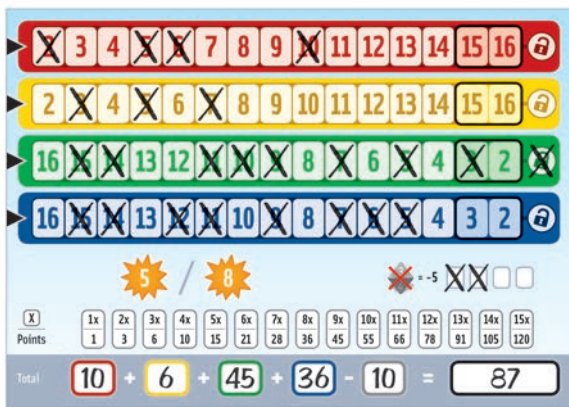 2 3 4 5 6 7 8 9 10 11 12 13 14 15 16
2 3 4 5 6 7 8 9 10 11 12 13 14 15 16
16 15 14 13 12 11 10 9 8 7 6 5 4 3 2
16 15 14 13 12 11 10 9 8 7 6 5 4 3 2
5 / 8 = -5 X X
X 1x 2x 3x 4x 5x 6x 7x 8x 9x 10x 11x 12x 13x 14x 15x
Points 1 3 6 10 15 21 28 36 45 55 66 78 91 105 120
Total 10 + 6 + 45 + 36 - 10 = 87